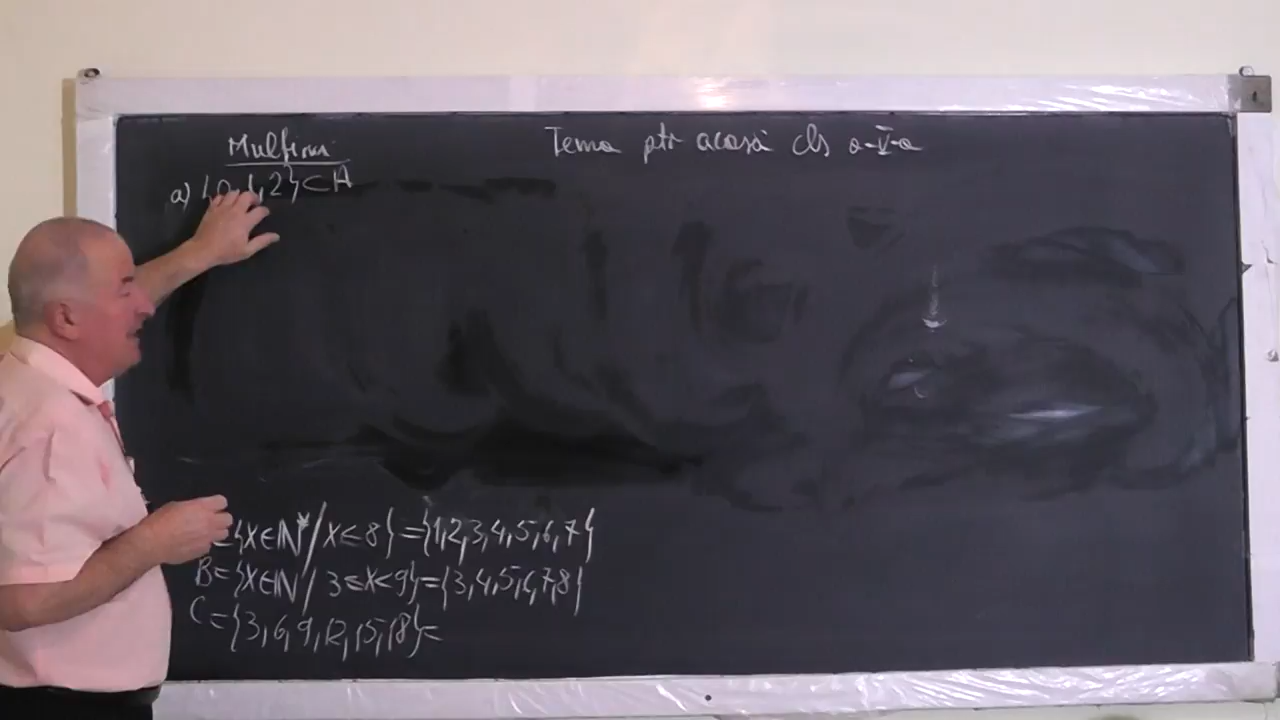 Mulțimi
Tema ptr acasă cls a-V-a
a) {0,1,2}⊂A
={x∈ℕ*/x<8}={1,2,3,4,5,6,7}
B={x∈ℕ/3≤x<9}={3,4,5,6,7,8}
C={3,6,9,12,15,18}=